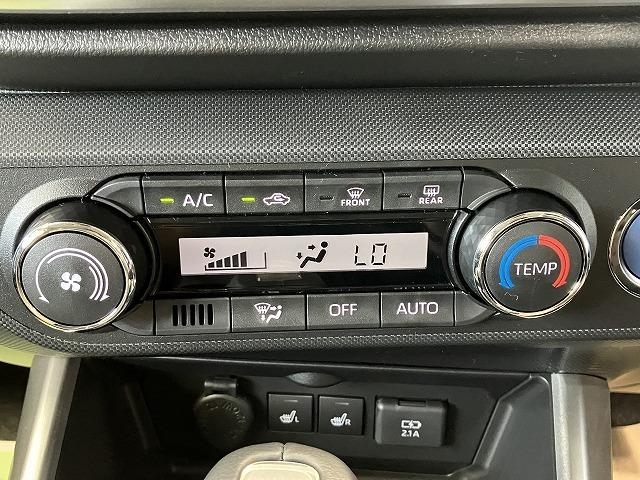 A/C
FRONT
REAR
LO
TEMP
OFF
AUTO
L
R
2.1A